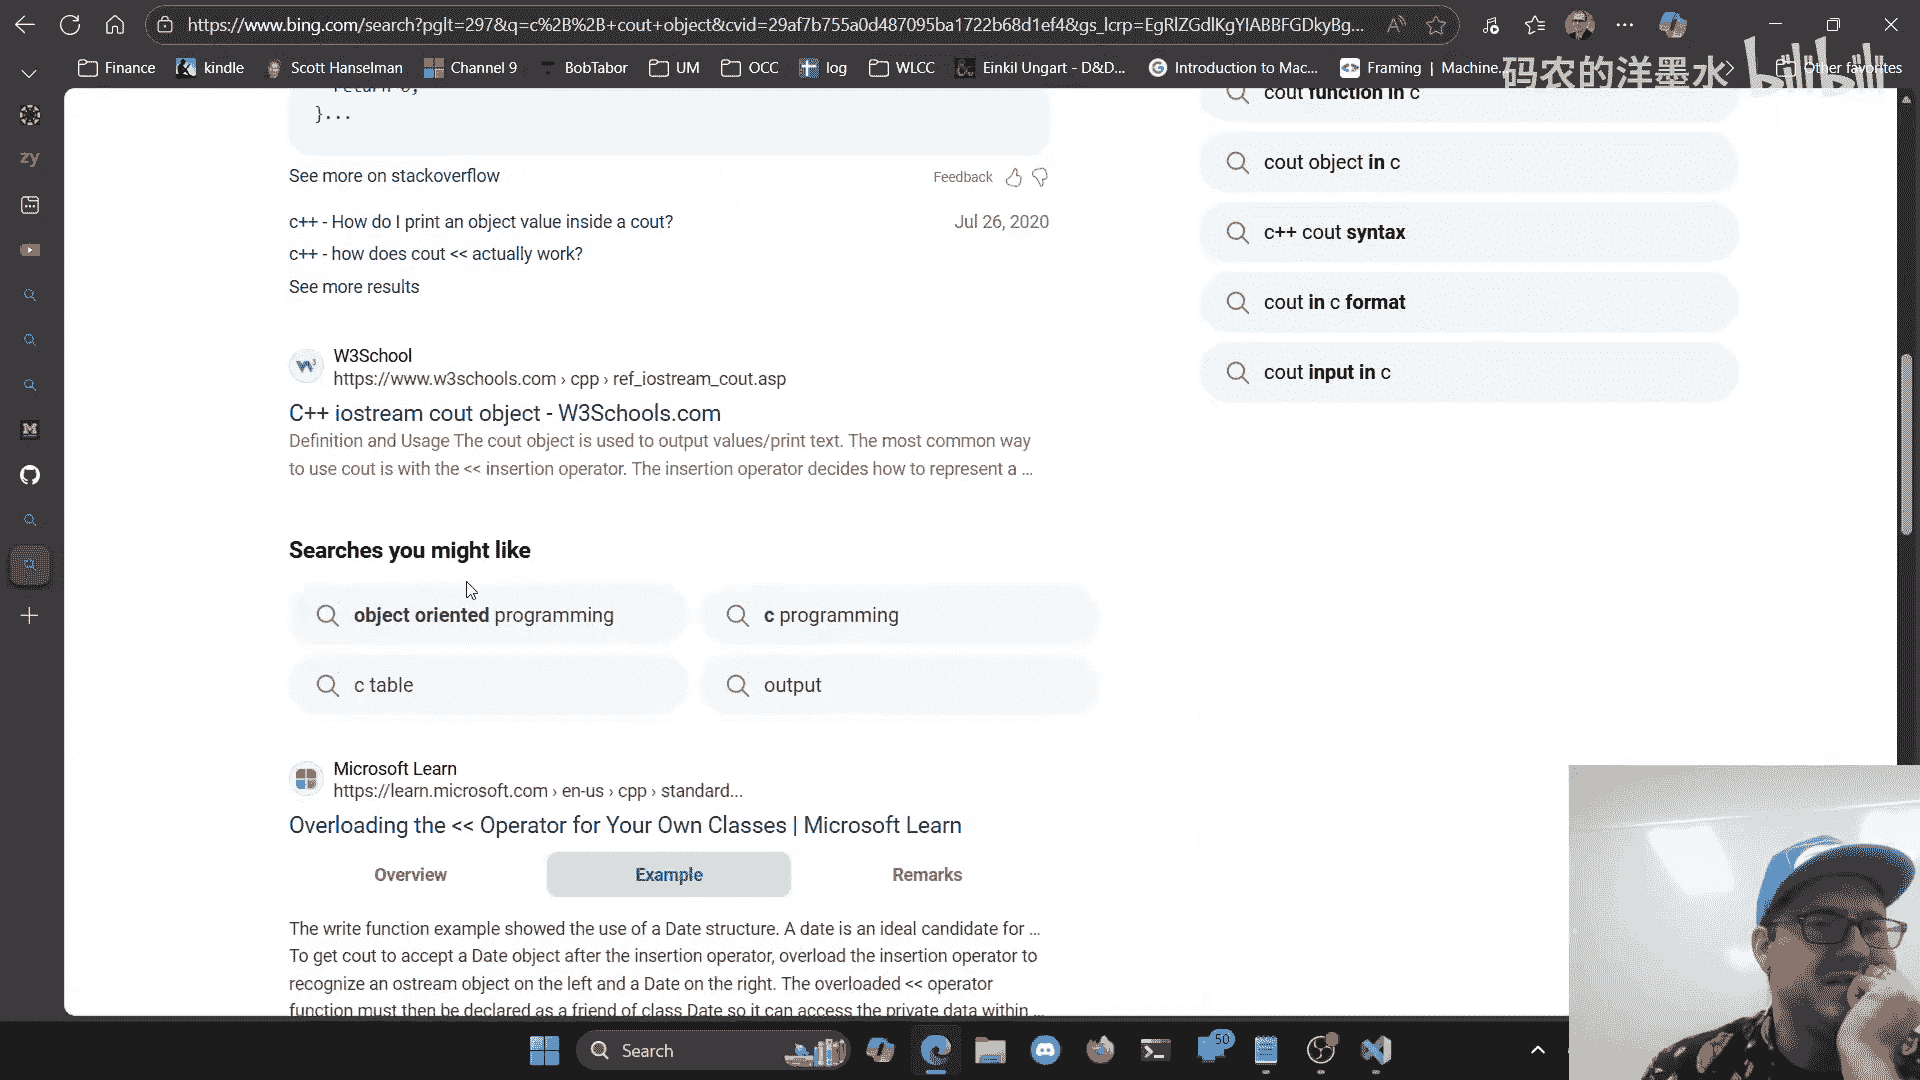 https://www.bing.com/search?pglt=297&q=c%2B%2B+cout+object&cvid=29af7b755a0d487095ba1722b68d1ef4&gs_lcrp=EgRlZGdlKgYIABBFGDkyBg...
Finance
kindle
Scott Hanselman
Channel 9
BobTabor
UM
OCC
log
WLCC
Einkil Ungart - D&D...
Introduction to Mac...
Framing | Machine...
Other favorites
码农的洋墨水
bilibili
zy
return 0;
}...
See more on stackoverflow
Feedback
c++ - How do I print an object value inside a cout?
Jul 26, 2020
c++ - how does cout << actually work?
See more results
W3School
https://www.w3schools.com › cpp › ref_iostream_cout.asp
C++ iostream cout object - W3Schools.com
Definition and Usage The cout object is used to output values/print text. The most common way
to use cout is with the << insertion operator. The insertion operator decides how to represent a ...
Searches you might like
object oriented programming
c programming
c table
output
Microsoft Learn
https://learn.microsoft.com › en-us › cpp › standard...
Overloading the << Operator for Your Own Classes | Microsoft Learn
Overview
Example
Remarks
The write function example showed the use of a Date structure. A date is an ideal candidate for ...
To get cout to accept a Date object after the insertion operator, overload the insertion operator to
recognize an ostream object on the left and a Date on the right. The overloaded << operator
function must then be declared as a friend of class Date so it can access the private data within ...
cout function in c
cout object in c
c++ cout syntax
cout in c format
cout input in c
Search
50